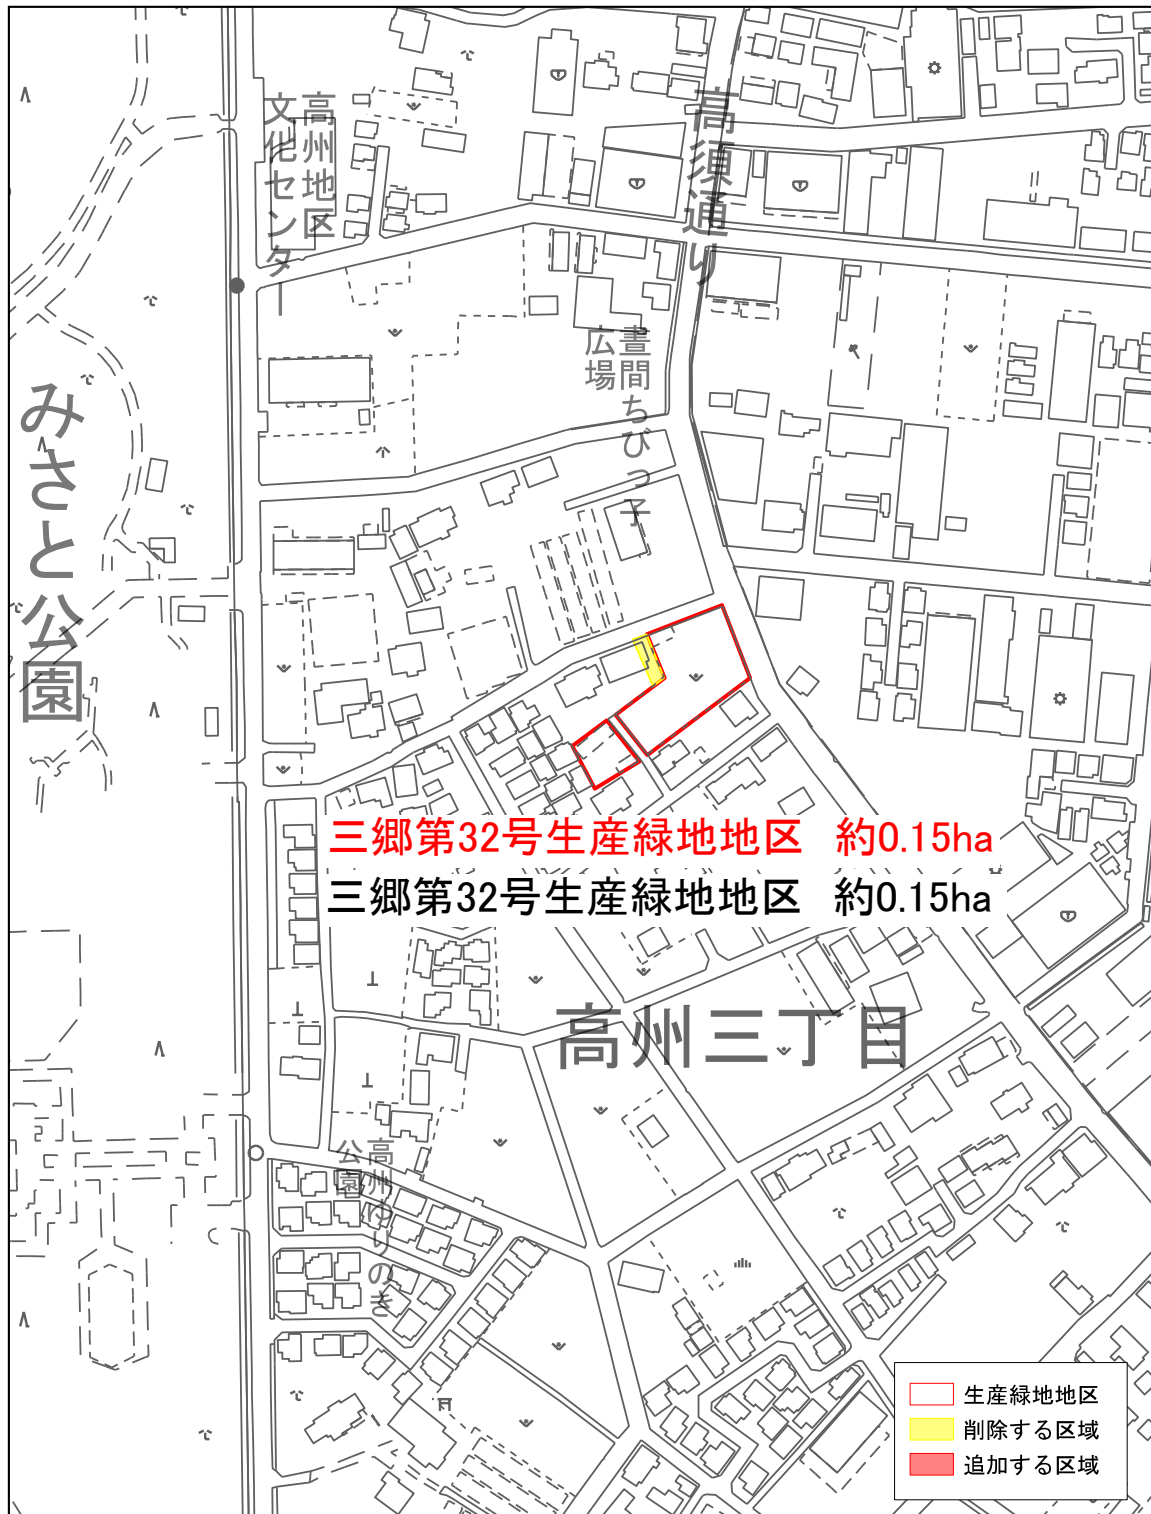 高州地区
文化センター
高須通り
晝間ちびっ子
広場
みさと公園
三郷第32号生産緑地地区　約0.15ha
三郷第32号生産緑地地区　約0.15ha
高州三丁目
高州ゆりのき
公園
生産緑地地区
削除する区域
追加する区域